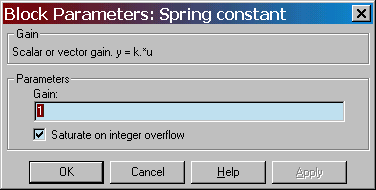 Block Parameters: Spring constant
Gain
Scalar or vector gain. y = k.*u
Parameters
Gain:
1
Saturate on integer overflow
OK Cancel Help Apply